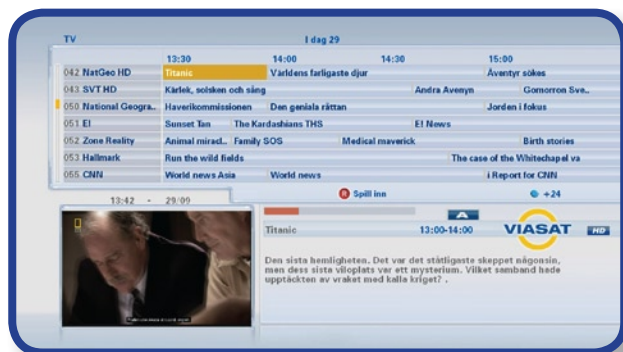 TV I dag 29
13:30 14:00 14:30 15:00
042 NatGeo HD Titanic Världens farligaste djur Äventyr sökes
043 SVT HD Kärlek, solsken och sång Andra Avenyn Gomorron Sve..
050 National Geogra.. Haverikommissionen Den geniala råttan Jorden i fokus
051 E! Sunset Tan The Kardashians THS E! News
052 Zone Reality Animal miracl.. Family SOS Medical maverick Birth stories
053 Hallmark Run the wild fields The case of the Whitechapel va
055 CNN World news Asia World news i Report for CNN
R Spill inn +24
13:42 - 29/09
A
Titanic 13:00-14:00 VIASAT HD
Den sista hemligheten. Det var det ståtligaste skeppet någonsin,
men dess sista viloplats var ett mysterium. Vilket samband hade
upptäckten av vraket med kalla kriget? .